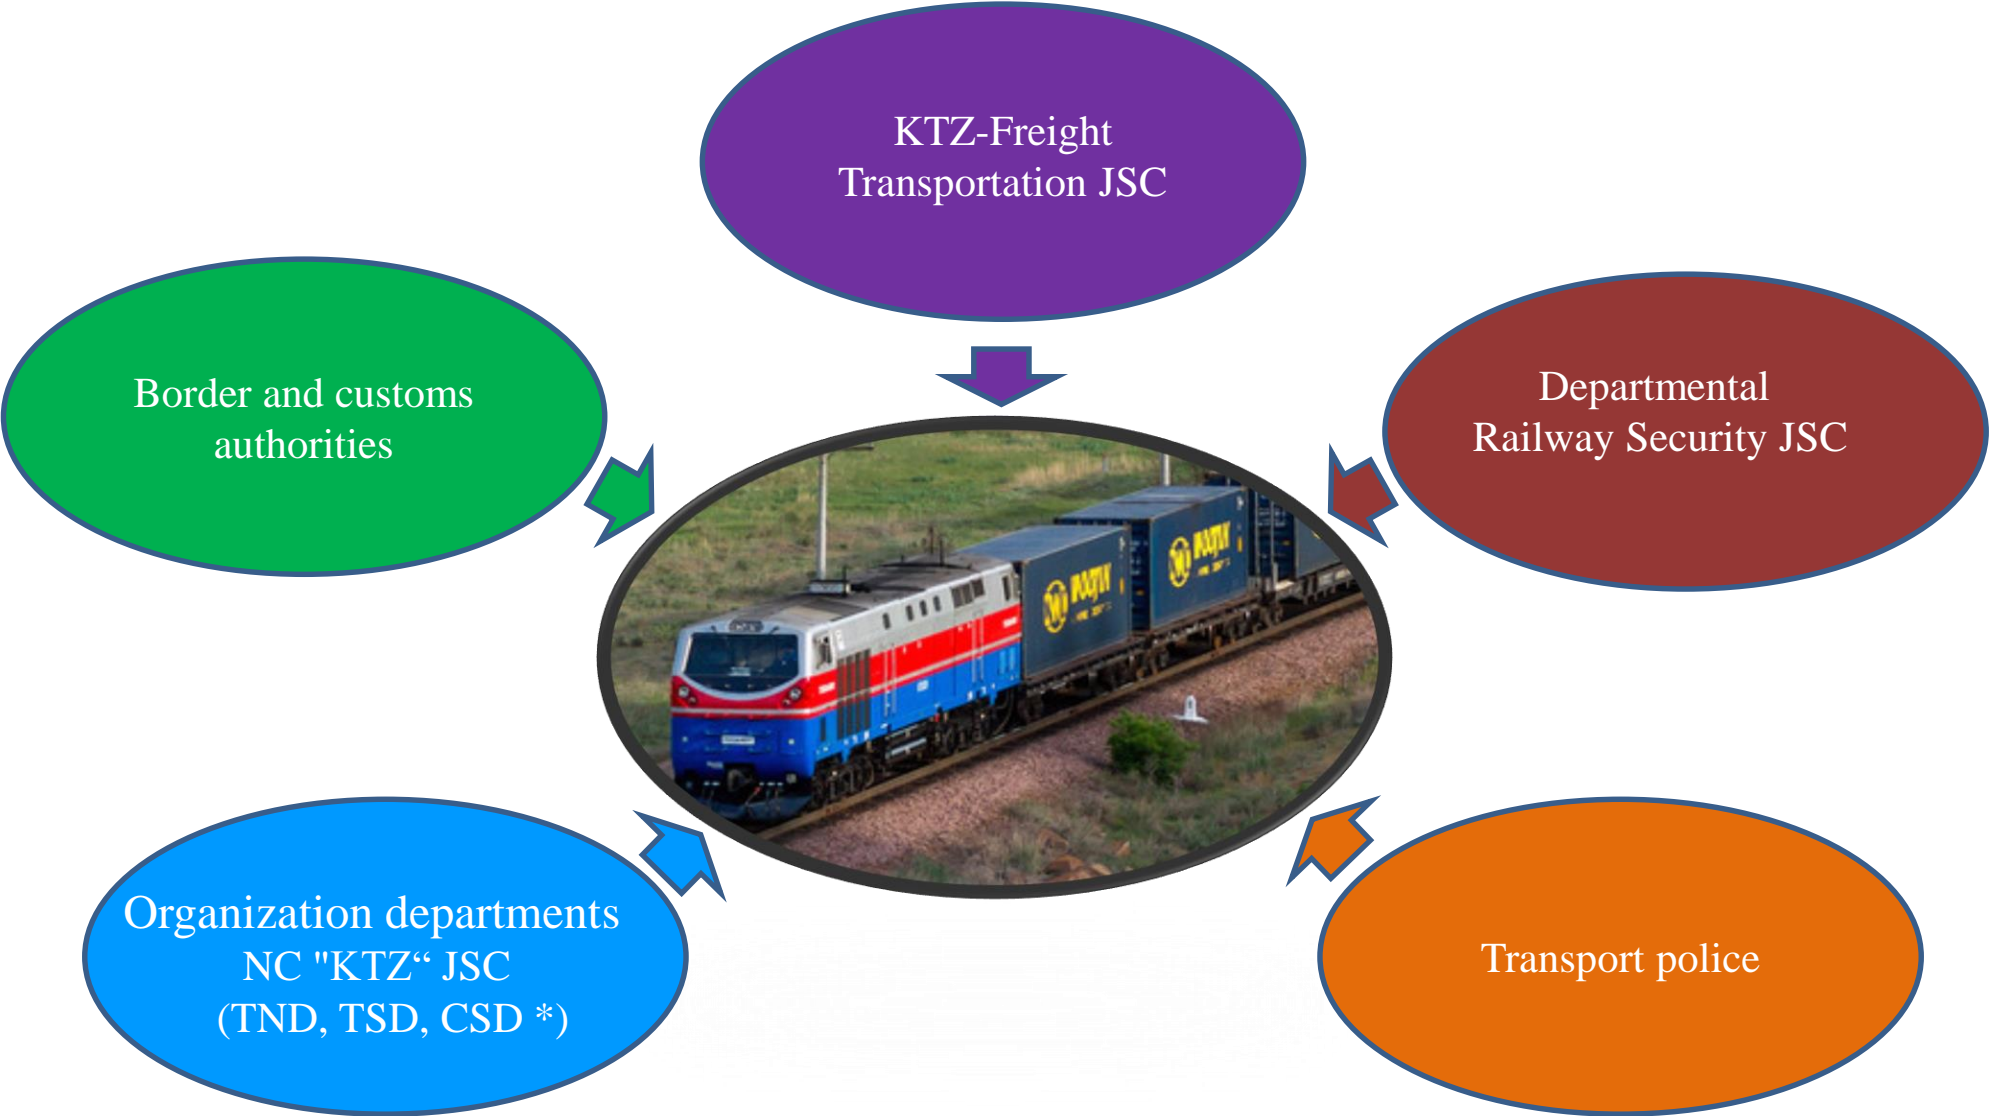 KTZ-Freight
Transportation JSC
Border and customs
authorities
Departmental
Railway Security JSC
Organization departments
NC "KTZ“ JSC
(TND, TSD, CSD *)
Transport police